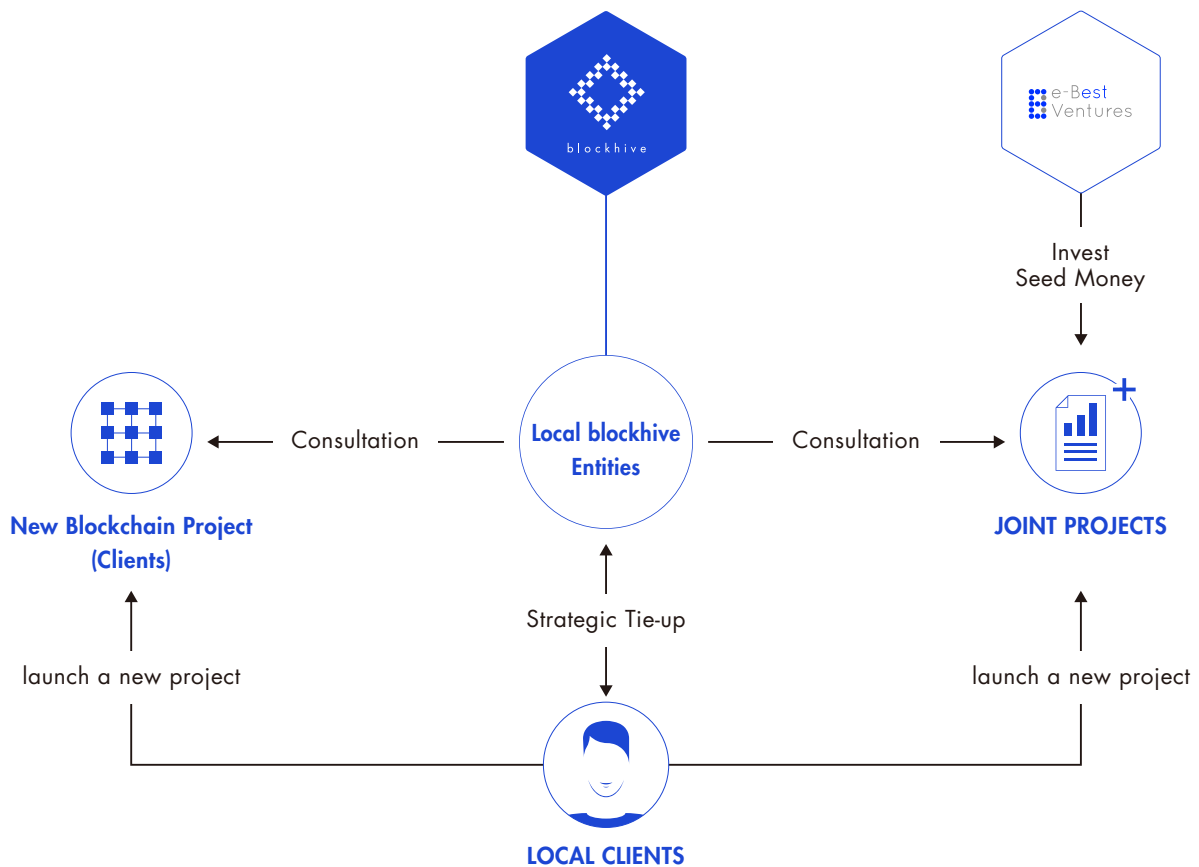 blockhive
e-Best
Ventures
Invest
Seed Money
Consultation
Local blockhive
Entities
Consultation
New Blockchain Project
(Clients)
JOINT PROJECTS
Strategic Tie-up
launch a new project
launch a new project
LOCAL CLIENTS